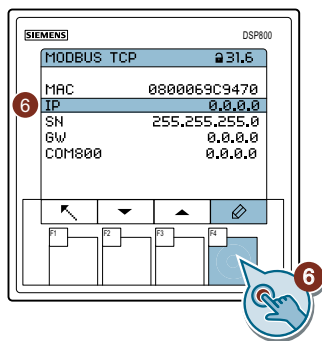 SIEMENS DSP800
MODBUS TCP 31.6
MAC 0800069C9470
6 IP 0.0.0.0
SN 255.255.255.0
GW 0.0.0.0
COM800 0.0.0.0
F1 F2 F3 F4
6